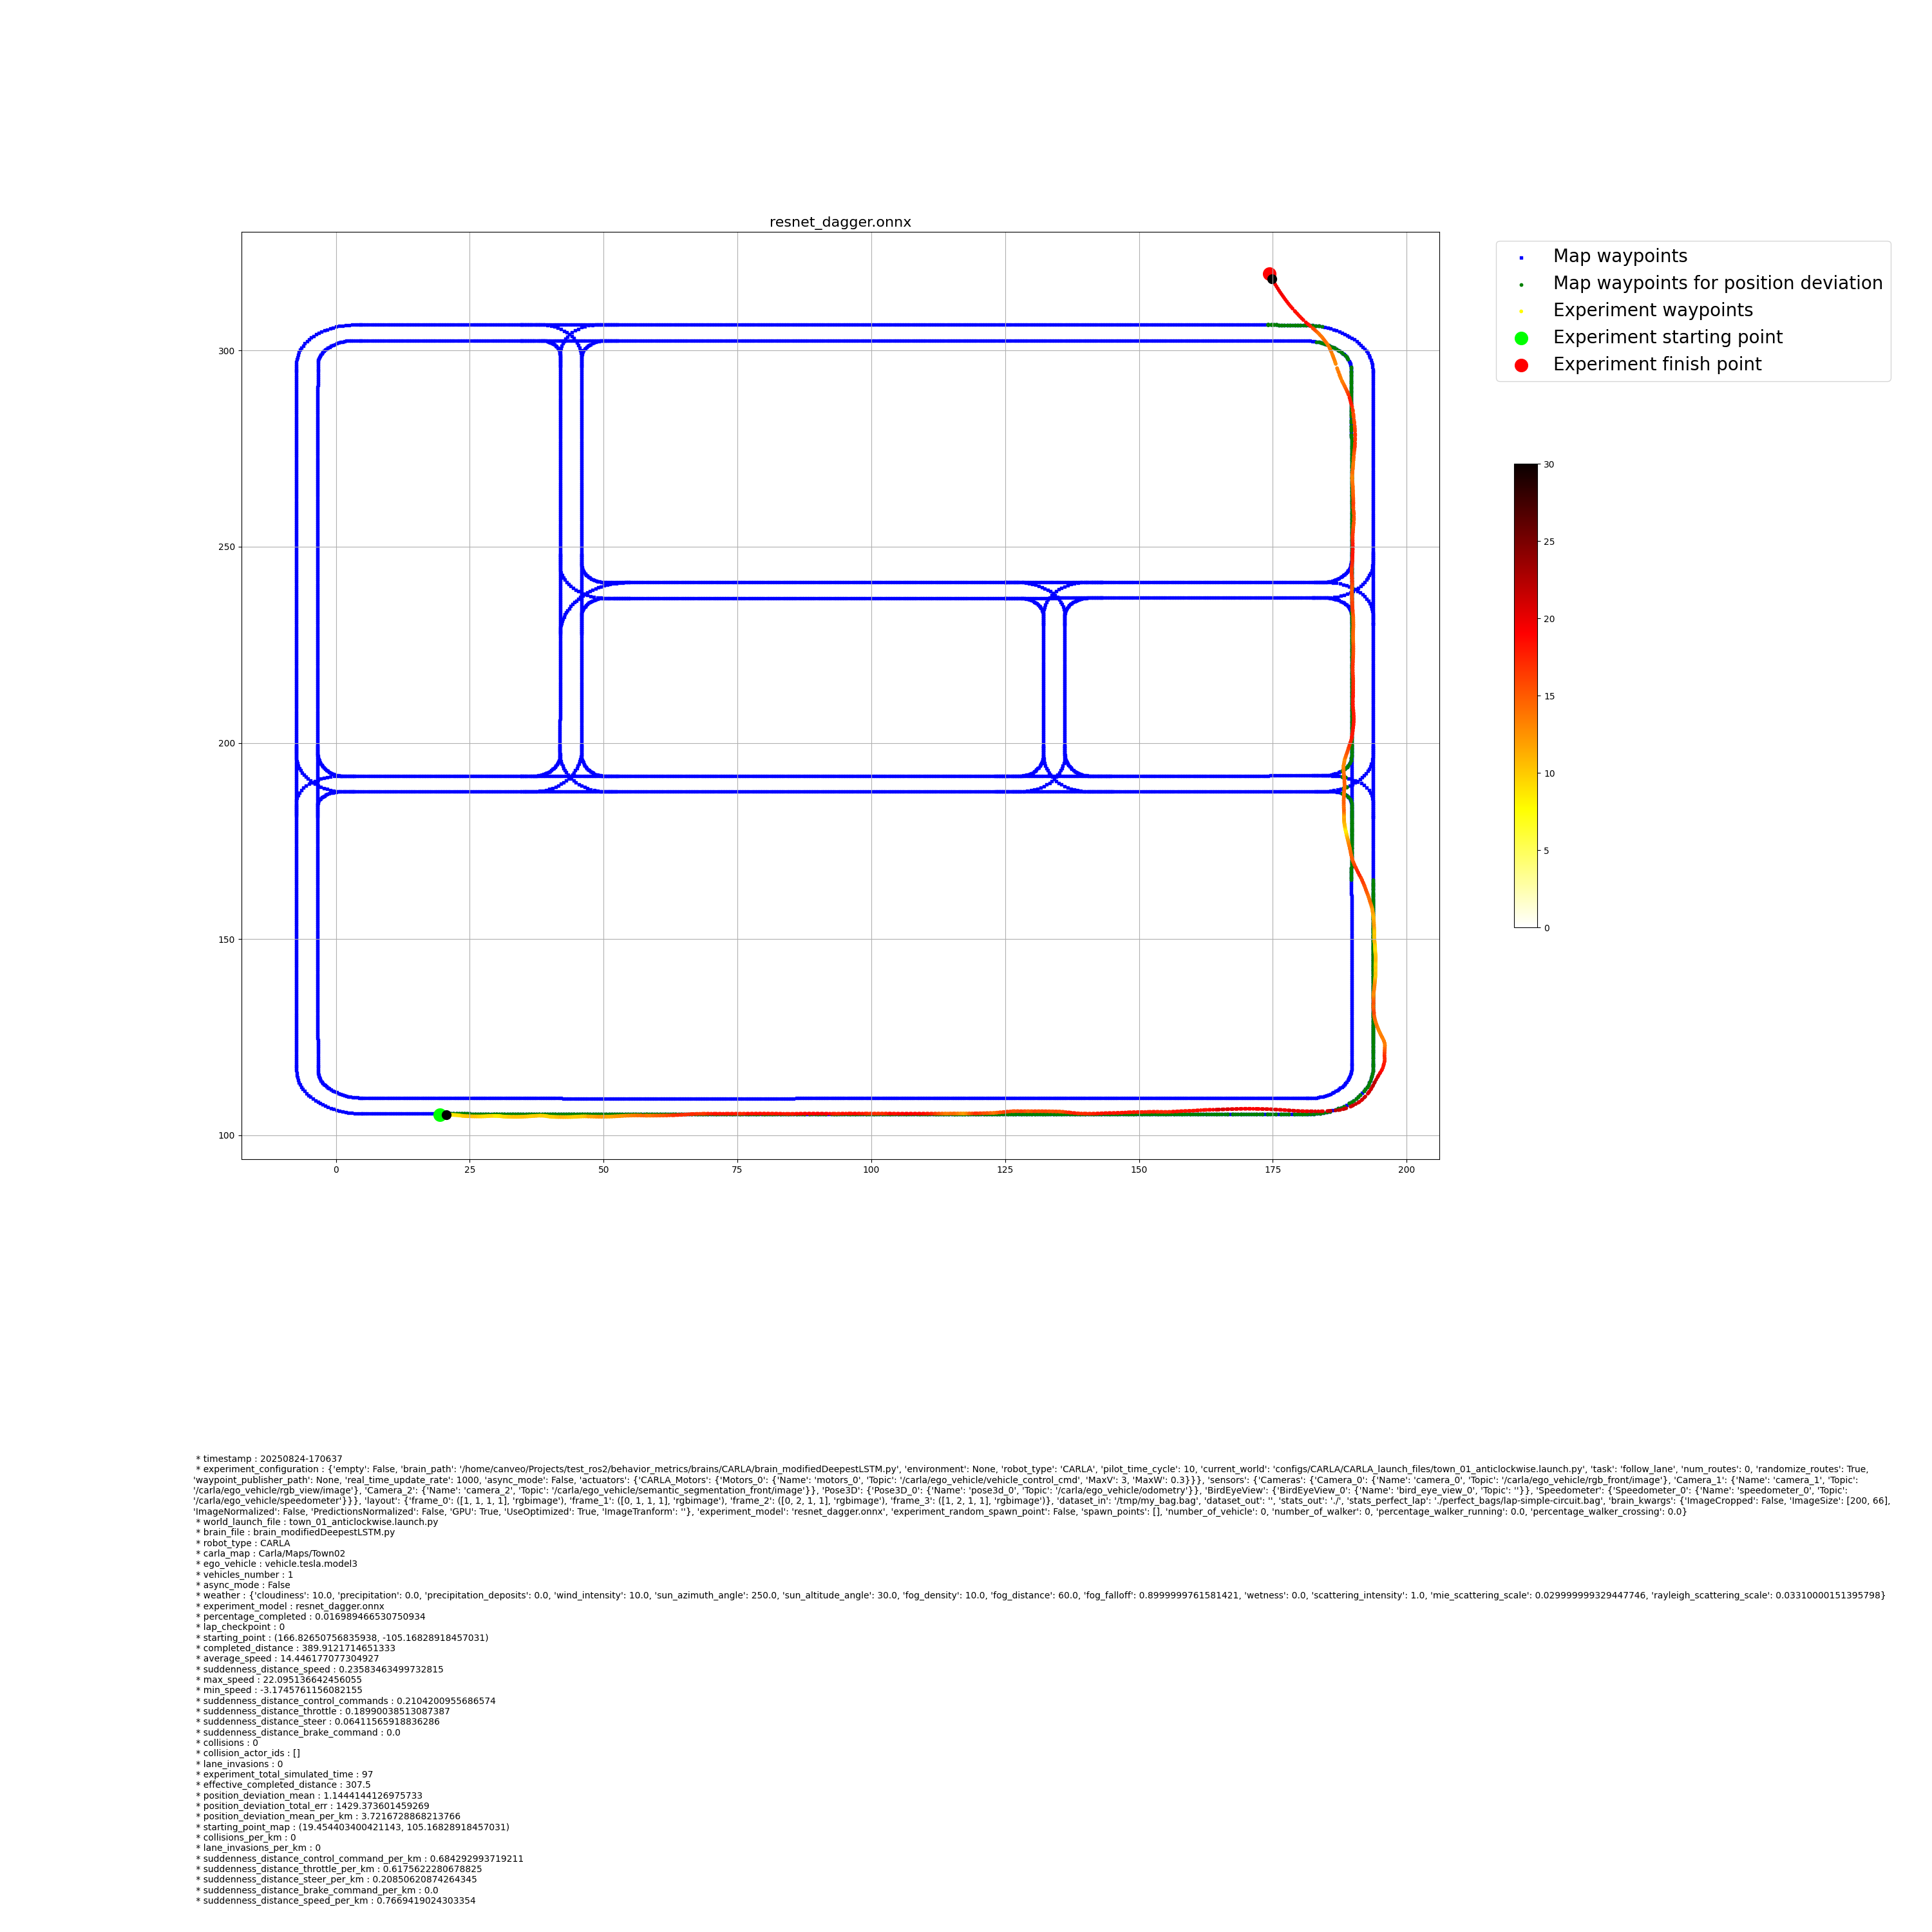 resnet_dagger.onnx
Map waypoints
Map waypoints for position deviation
Experiment waypoints
Experiment starting point
Experiment finish point
300
250
200
150
100
0
25
50
75
100
125
150
175
200
30
25
20
15
10
5
0
* timestamp : 20250824-170637
* experiment_configuration : {'empty': False, 'brain_path': '/home/canveo/Projects/test_ros2/behavior_metrics/brains/CARLA/brain_modifiedDeepestLSTM.py', 'environment': None, 'robot_type': 'CARLA', 'pilot_time_cycle': 10, 'current_world': 'configs/CARLA/CARLA_launch_files/town_01_anticlockwise.launch.py', 'task': 'follow_lane', 'num_routes': 0, 'randomize_routes': True,
'waypoint_publisher_path': None, 'real_time_update_rate': 1000, 'async_mode': False, 'actuators': {'CARLA_Motors': {'Motors_0': {'Name': 'motors_0', 'Topic': '/carla/ego_vehicle/vehicle_control_cmd', 'MaxV': 3, 'MaxW': 0.3}}}, 'sensors': {'Cameras': {'Camera_0': {'Name': 'camera_0', 'Topic': '/carla/ego_vehicle/rgb_front/image'}, 'Camera_1': {'Name': 'camera_1', 'Topic':
'/carla/ego_vehicle/rgb_view/image'}, 'Camera_2': {'Name': 'camera_2', 'Topic': '/carla/ego_vehicle/semantic_segmentation_front/image'}}, 'Pose3D': {'Pose3D_0': {'Name': 'pose3d_0', 'Topic': '/carla/ego_vehicle/odometry'}}, 'BirdEyeView': {'BirdEyeView_0': {'Name': 'bird_eye_view_0', 'Topic': ''}}, 'Speedometer': {'Speedometer_0': {'Name': 'speedometer_0', 'Topic':
'/carla/ego_vehicle/speedometer'}}}, 'layout': {'frame_0': ([1, 1, 1, 1], 'rgbimage'), 'frame_1': ([0, 1, 1, 1], 'rgbimage'), 'frame_2': ([0, 2, 1, 1], 'rgbimage'), 'frame_3': ([1, 2, 1, 1], 'rgbimage')}, 'dataset_in': '/tmp/my_bag.bag', 'dataset_out': '', 'stats_out': './', 'stats_perfect_lap': './perfect_bags/lap-simple-circuit.bag', 'brain_kwargs': {'ImageCropped': False, 'ImageSize': [200, 66],
'ImageNormalized': False, 'PredictionsNormalized': False, 'GPU': True, 'UseOptimized': True, 'ImageTranform': ''}, 'experiment_model': 'resnet_dagger.onnx', 'experiment_random_spawn_point': False, 'spawn_points': [], 'number_of_vehicle': 0, 'number_of_walker': 0, 'percentage_walker_running': 0.0, 'percentage_walker_crossing': 0.0}
* world_launch_file : town_01_anticlockwise.launch.py
* brain_file : brain_modifiedDeepestLSTM.py
* robot_type : CARLA
* carla_map : Carla/Maps/Town02
* ego_vehicle : vehicle.tesla.model3
* vehicles_number : 1
* async_mode : False
* weather : {'cloudiness': 10.0, 'precipitation': 0.0, 'precipitation_deposits': 0.0, 'wind_intensity': 10.0, 'sun_azimuth_angle': 250.0, 'sun_altitude_angle': 30.0, 'fog_density': 10.0, 'fog_distance': 60.0, 'fog_falloff': 0.8999999761581421, 'wetness': 0.0, 'scattering_intensity': 1.0, 'mie_scattering_scale': 0.029999999329447746, 'rayleigh_scattering_scale': 0.03310000151395798}
* experiment_model : resnet_dagger.onnx
* percentage_completed : 0.016989466530750934
* lap_checkpoint : 0
* starting_point : (166.82650756835938, -105.16828918457031)
* completed_distance : 389.9121714651333
* average_speed : 14.446177077304927
* suddenness_distance_speed : 0.23583463499732815
* max_speed : 22.095136642456055
* min_speed : -3.1745761156082155
* suddenness_distance_control_commands : 0.2104200955686574
* suddenness_distance_throttle : 0.18990038513087387
* suddenness_distance_steer : 0.06411565918836286
* suddenness_distance_brake_command : 0.0
* collisions : 0
* collision_actor_ids : []
* lane_invasions : 0
* experiment_total_simulated_time : 97
* effective_completed_distance : 307.5
* position_deviation_mean : 1.1444144126975733
* position_deviation_total_err : 1429.373601459269
* position_deviation_mean_per_km : 3.7216728868213766
* starting_point_map : (19.454403400421143, 105.16828918457031)
* collisions_per_km : 0
* lane_invasions_per_km : 0
* suddenness_distance_control_command_per_km : 0.684292993719211
* suddenness_distance_throttle_per_km : 0.6175622280678825
* suddenness_distance_steer_per_km : 0.20850620874264345
* suddenness_distance_brake_command_per_km : 0.0
* suddenness_distance_speed_per_km : 0.7669419024303354